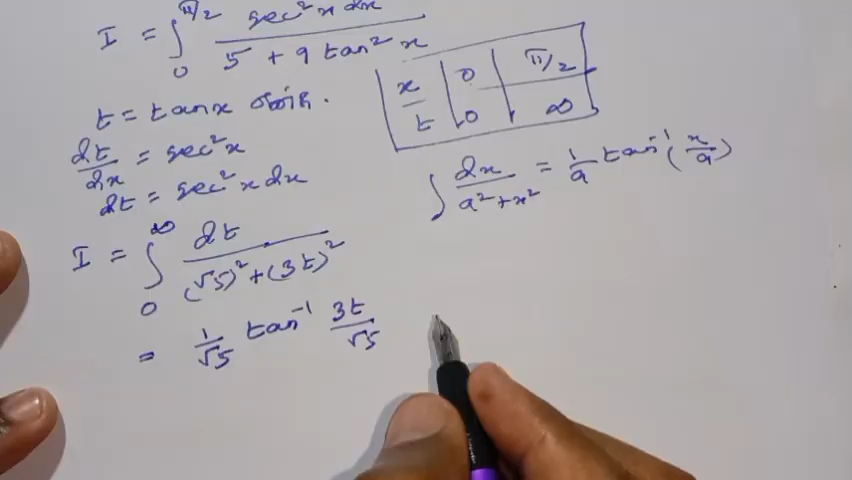 I = ∫₀^π/2 sec²x dx / 5 + 9 tan²x
t = tanx என்க.
dt/dx = sec²x
dt = sec²x dx
x | 0 | π/2
t | 0 | ∞
∫ dx / a²+x² = 1/a tan⁻¹(x/a)
I = ∫₀^∞ dt / (√5)²+(3t)²
= 1/√5 tan⁻¹ 3t/√5